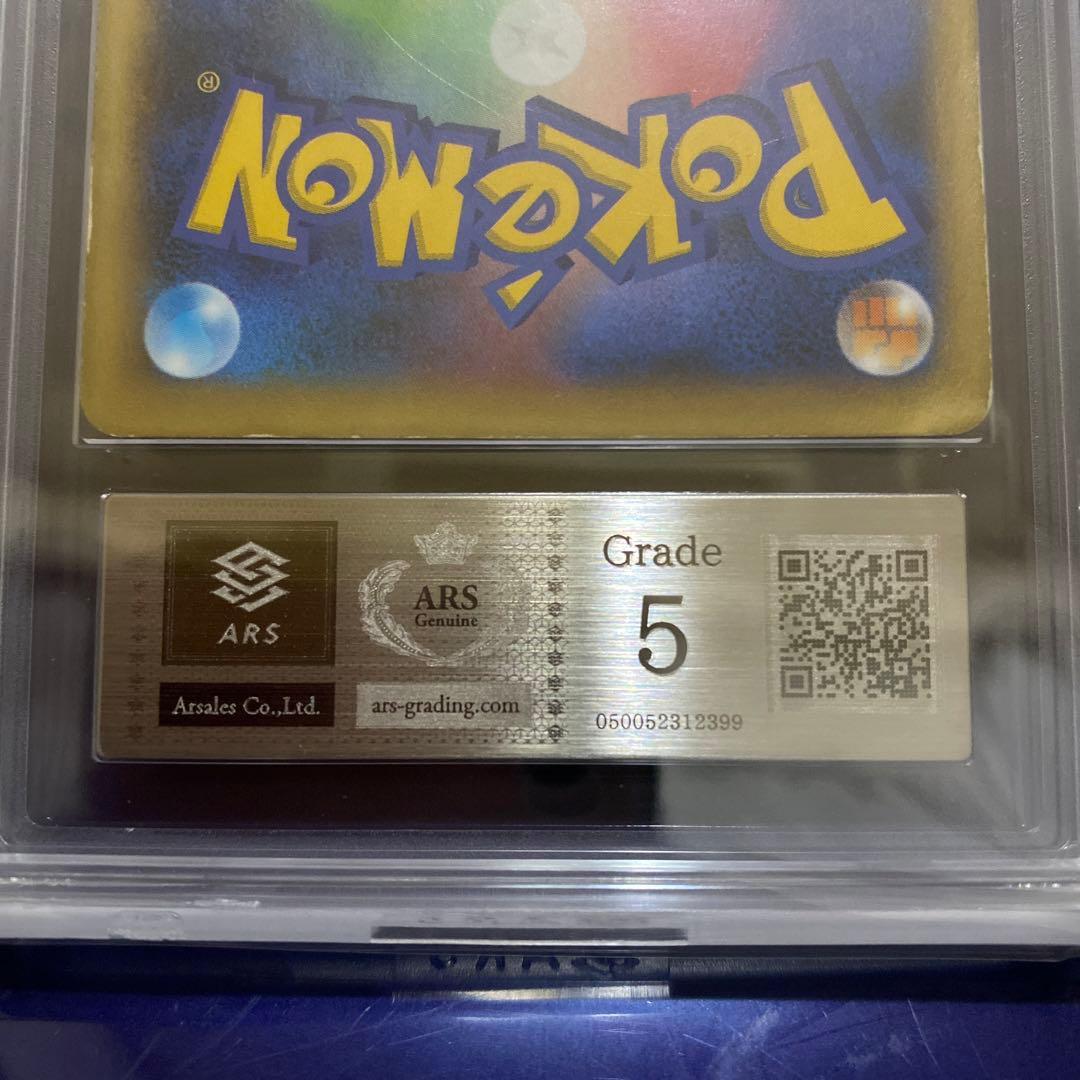 ®
POKéMON
ARS
Arsales Co.,Ltd.
ARS
Genuine
ars-grading.com
Grade
5
050052312399